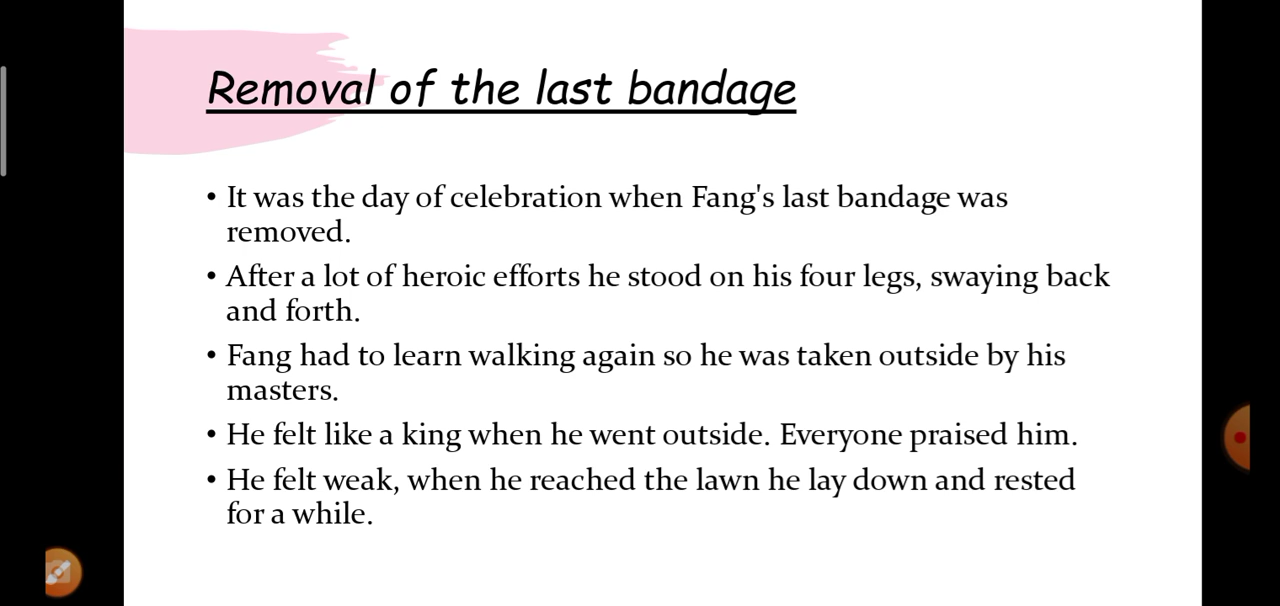 Removal of the last bandage
• It was the day of celebration when Fang's last bandage was
removed.
• After a lot of heroic efforts he stood on his four legs, swaying back
and forth.
• Fang had to learn walking again so he was taken outside by his
masters.
• He felt like a king when he went outside. Everyone praised him.
• He felt weak, when he reached the lawn he lay down and rested
for a while.